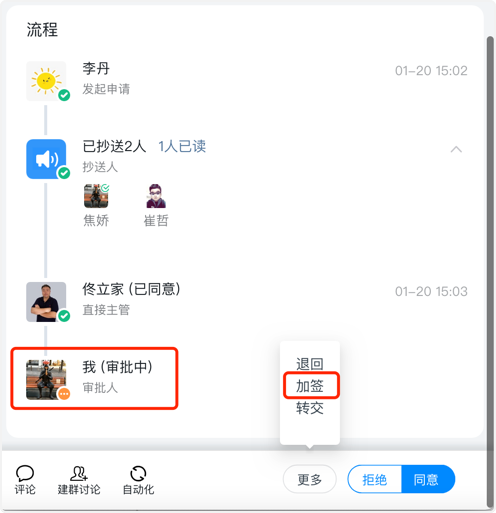 流程
李丹
01-20 15:02
发起申请
已抄送2人 1人已读
抄送人
焦娇 崔哲
佟立家 (已同意)
01-20 15:03
直接主管
我 (审批中)
审批人
退回
加签
转交
评论 建群讨论 自动化 更多 拒绝 同意